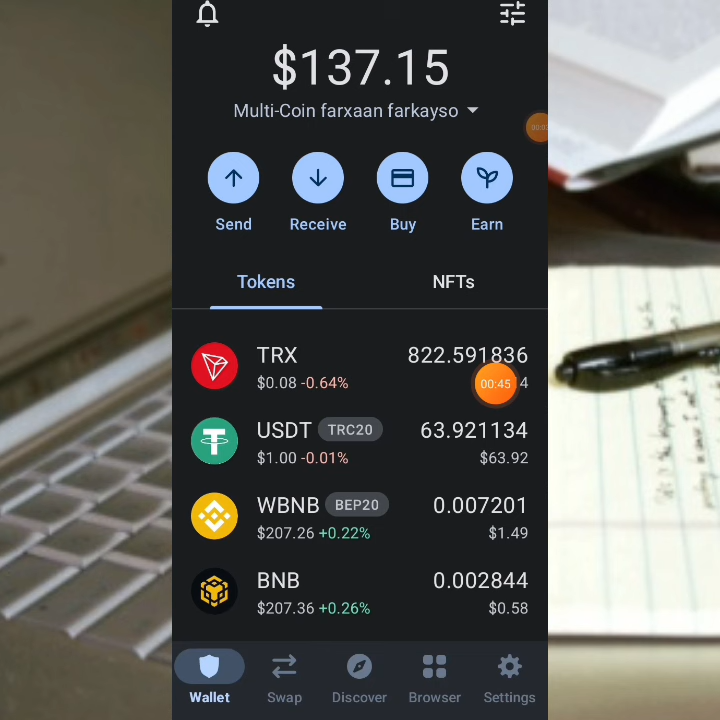 $137.15
Multi-Coin farxaan farkayso
Send Receive Buy Earn
Tokens NFTs
TRX 822.591836
$0.08 -0.64% 4
00:45
USDT TRC20 63.921134
$1.00 -0.01% $63.92
WBNB BEP20 0.007201
$207.26 +0.22% $1.49
BNB 0.002844
$207.36 +0.26% $0.58
Wallet Swap Discover Browser Settings